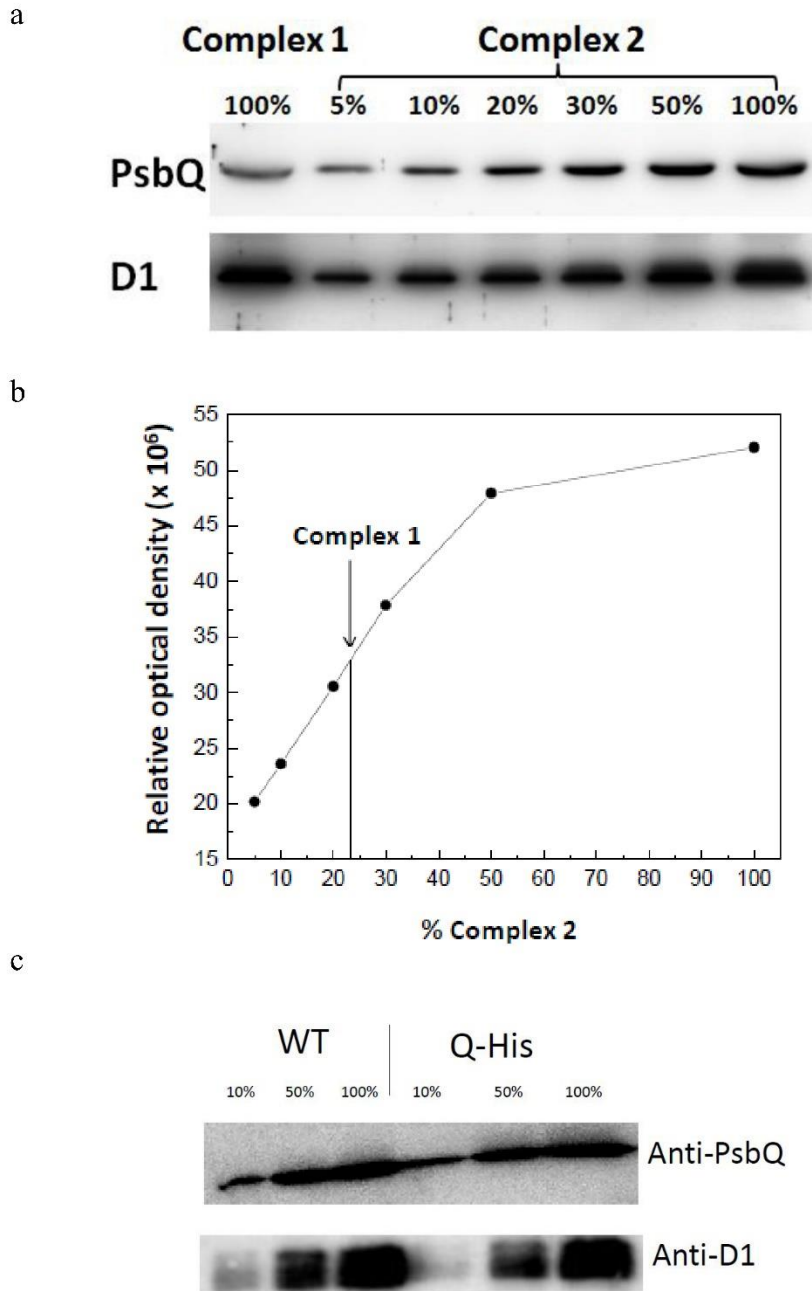 a
Complex 1 Complex 2
100% 5% 10% 20% 30% 50% 100%
PsbQ
D1
b
Relative optical density (x 10⁶)
55
50
45
40
35
30
25
20
15
Complex 1
0 10 20 30 40 50 60 70 80 90 100
% Complex 2
c
WT Q-His
10% 50% 100% 10% 50% 100%
Anti-PsbQ
Anti-D1